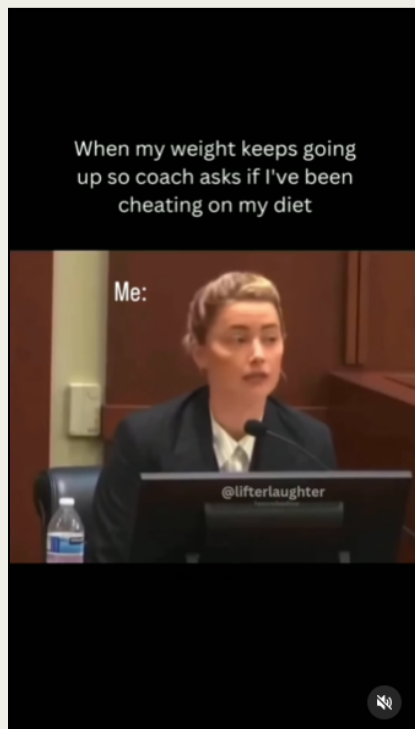 When my weight keeps going
up so coach asks if I've been
cheating on my diet
Me:
@lifterlaughter